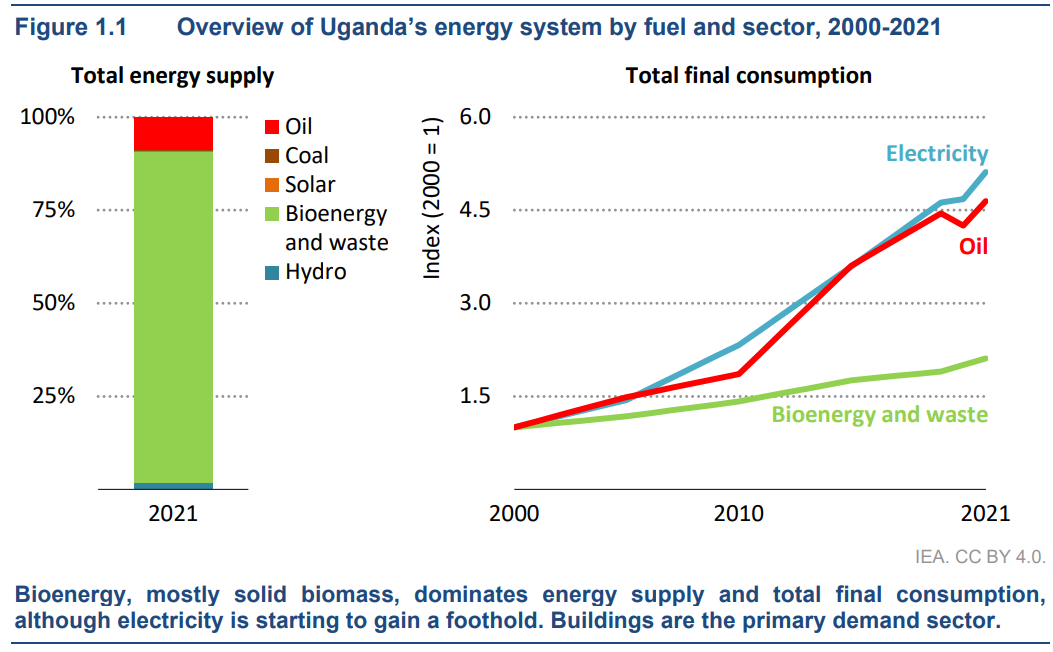 Figure 1.1 Overview of Uganda's energy system by fuel and sector, 2000-2021
Total energy supply
100%
75%
50%
25%
2021
Oil
Coal
Solar
Bioenergy
and waste
Hydro
Total final consumption
Index (2000 = 1)
6.0
4.5
3.0
1.5
Electricity
Oil
Bioenergy and waste
2000
2010
2021
IEA. CC BY 4.0.
Bioenergy, mostly solid biomass, dominates energy supply and total final consumption,
although electricity is starting to gain a foothold. Buildings are the primary demand sector.